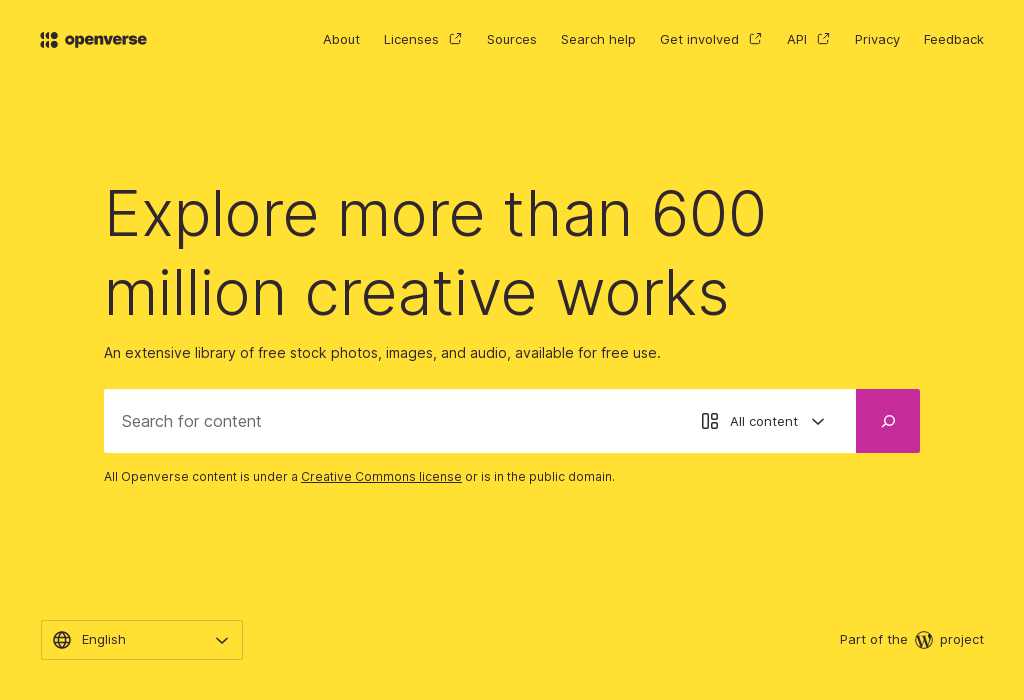 openverse
About Licenses Sources Search help Get involved API Privacy Feedback
Explore more than 600
million creative works
An extensive library of free stock photos, images, and audio, available for free use.
Search for content All content
All Openverse content is under a Creative Commons license or is in the public domain.
English Part of the project